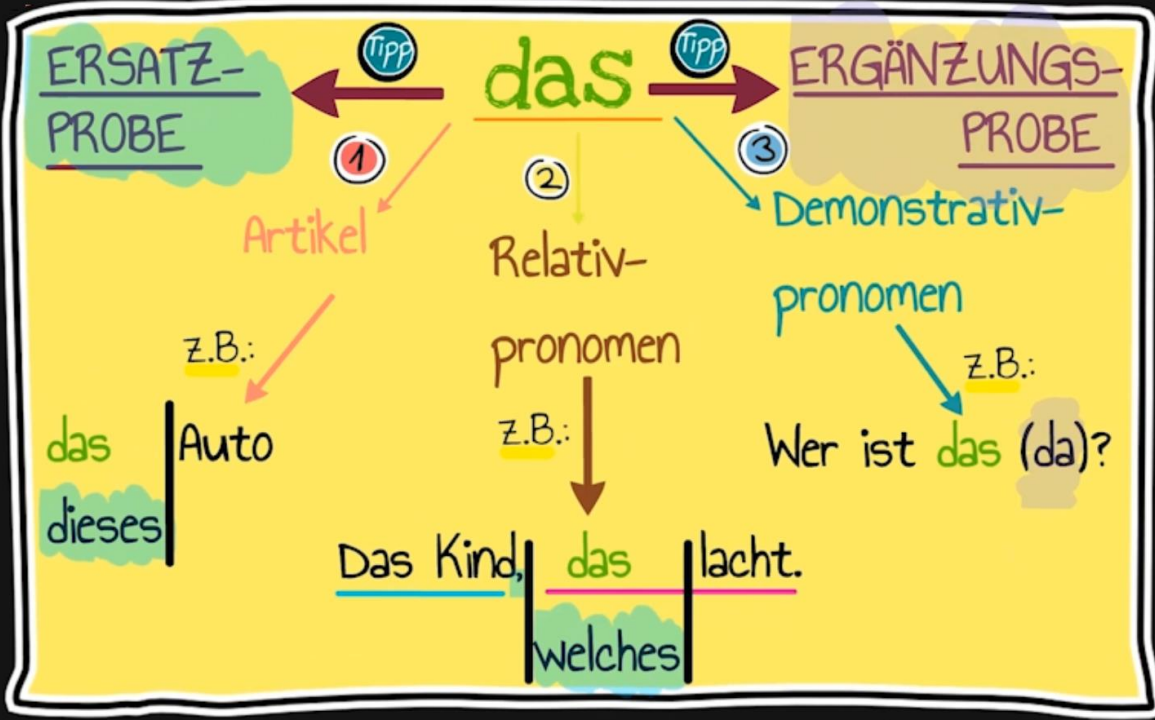 ERSATZ-
PROBE
Tipp
das
Tipp
ERGÄNZUNGS-
PROBE
1
Artikel
z.B.:
das Auto
dieses
2
Relativ-
pronomen
z.B.:
Das Kind, das lacht.
welches
3
Demonstrativ-
pronomen
z.B.:
Wer ist das (da)?